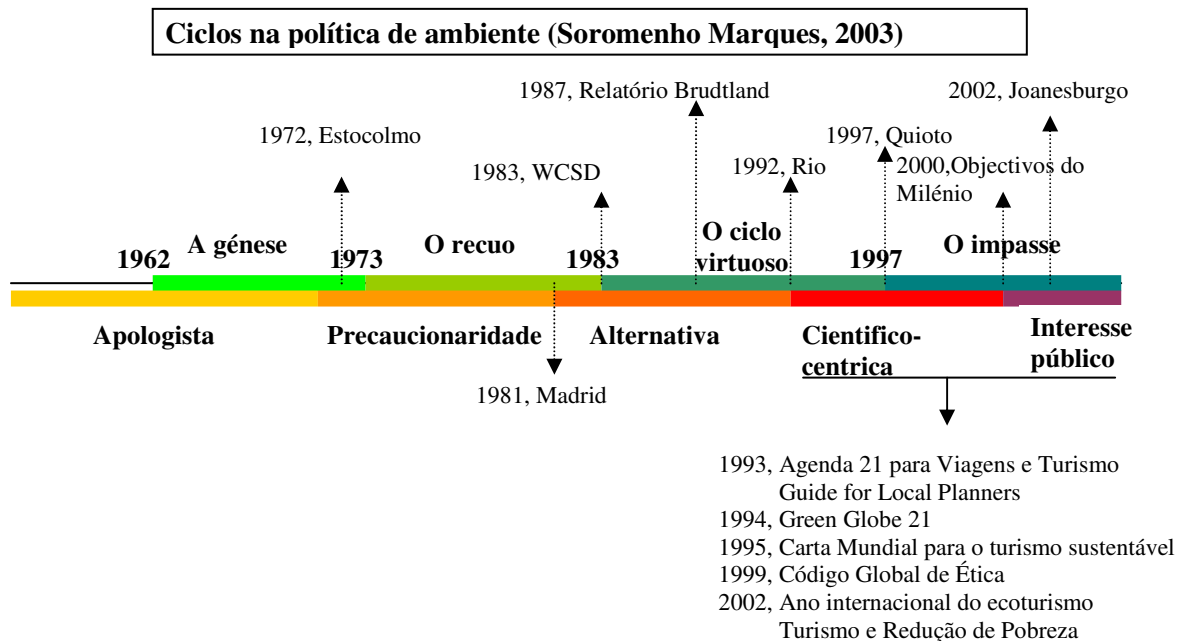 Ciclos na política de ambiente (Soromenho Marques, 2003)
1987, Relatório Brudtland
2002, Joanesburgo
1972, Estocolmo
1997, Quioto
1983, WCSD
1992, Rio
2000,Objectivos do
Milénio
A génese
O recuo
O ciclo
virtuoso
O impasse
1962
1973
1983
1997
Apologista
Precaucionaridade
Alternativa
Cientifico-
centrica
Interesse
público
1981, Madrid
1993, Agenda 21 para Viagens e Turismo
Guide for Local Planners
1994, Green Globe 21
1995, Carta Mundial para o turismo sustentável
1999, Código Global de Ética
2002, Ano internacional do ecoturismo
Turismo e Redução de Pobreza